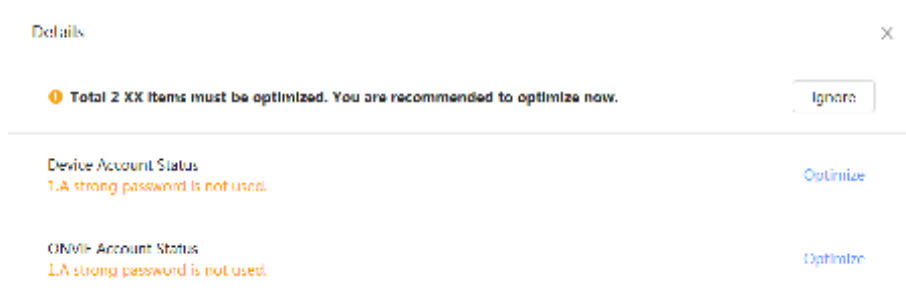 Details
Total 2 XX items must be optimized. You are recommended to optimize now.
Ignore
Device Account Status
Optimize
1.A strong password is not used.
ONVIF Account Status
Optimize
1.A strong password is not used.